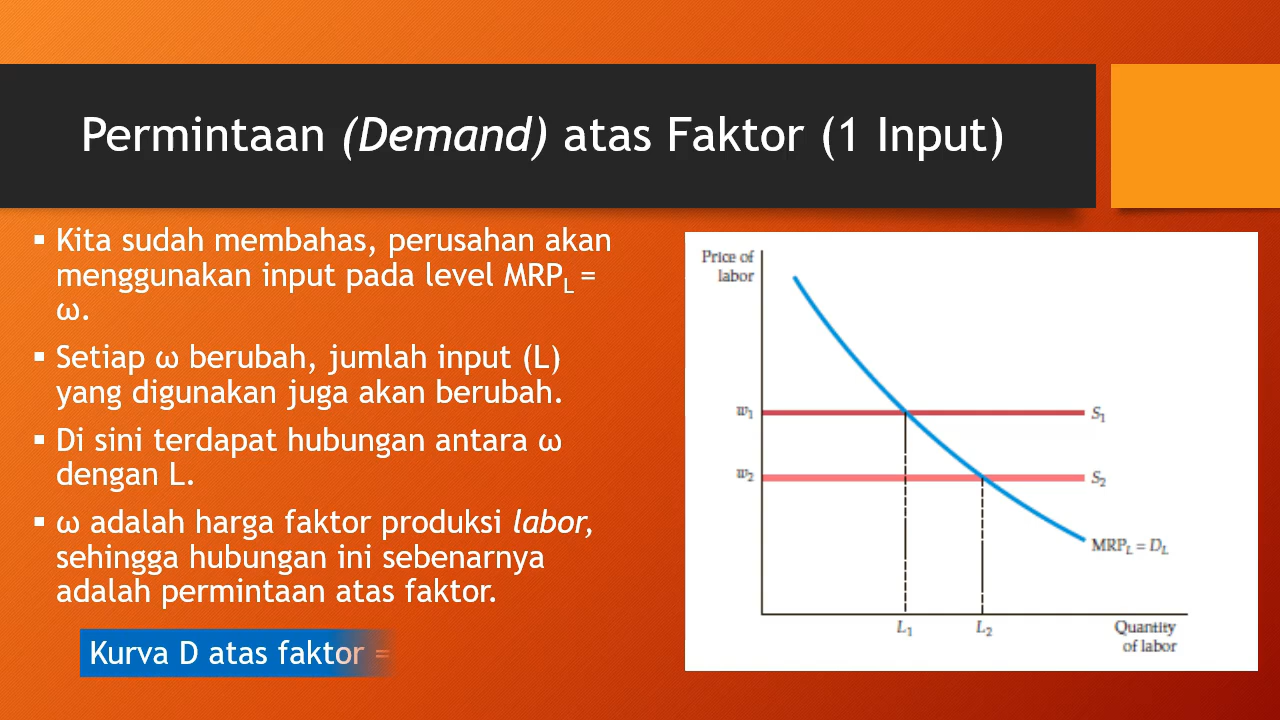 Permintaan (Demand) atas Faktor (1 Input)
▪ Kita sudah membahas, perusahan akan
menggunakan input pada level MRPL =
ω.
▪ Setiap ω berubah, jumlah input (L)
yang digunakan juga akan berubah.
▪ Di sini terdapat hubungan antara ω
dengan L.
▪ ω adalah harga faktor produksi labor,
sehingga hubungan ini sebenarnya
adalah permintaan atas faktor.
Kurva D atas faktor =
Price of
labor
w1
S1
w2
S2
MRPL = DL
L1
L2
Quantity
of labor